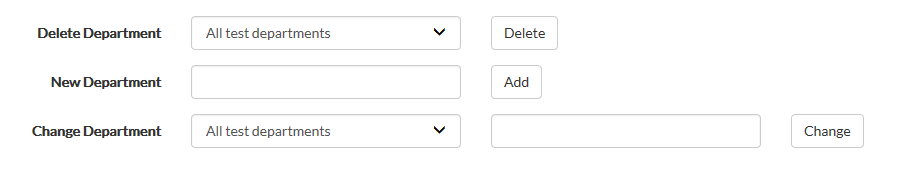 Delete Department All test departments Delete
New Department Add
Change Department All test departments Change